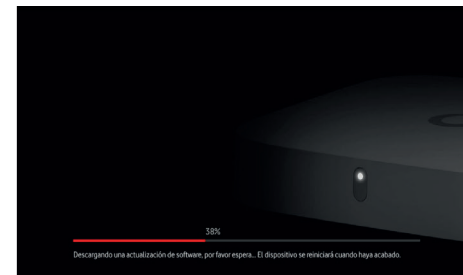 38%
Descargando una actualización de software, por favor espera... El dispositivo se reiniciará cuando haya acabado.